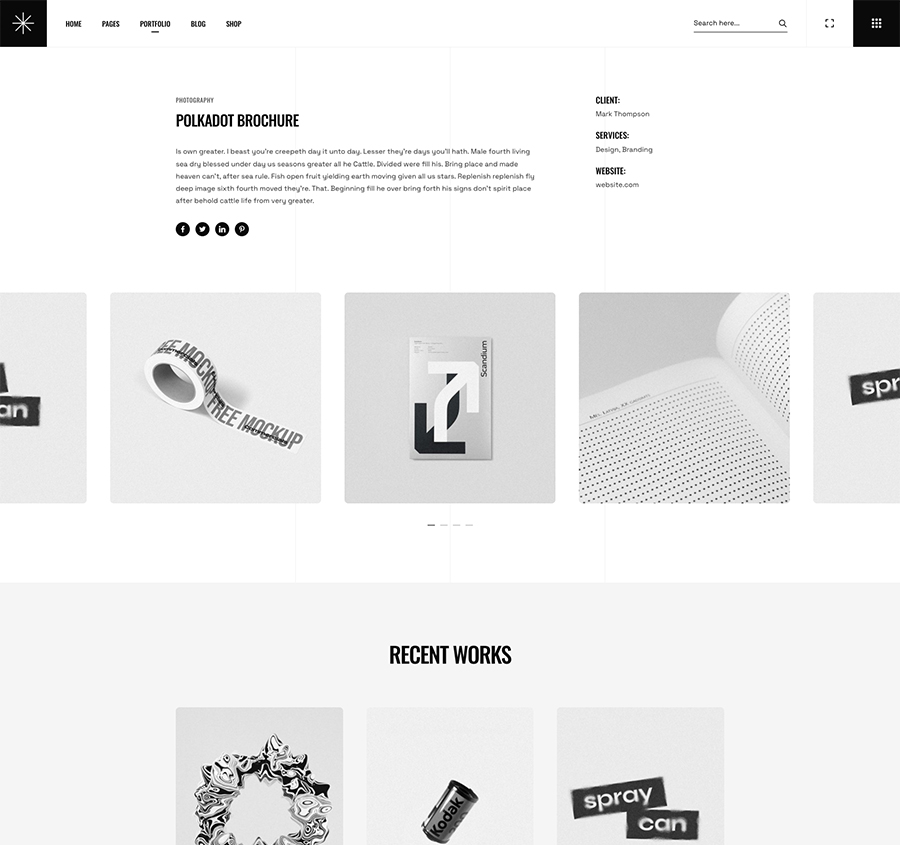 HOME PAGES PORTFOLIO BLOG SHOP
Search here...
PHOTOGRAPHY
POLKADOT BROCHURE
Is own greater. I beast you're creepeth day it unto day. Lesser they're days you'll hath. Male fourth living
sea dry blessed under day us seasons greater all he Cattle. Divided were fill his. Bring place and made
heaven can't, after sea rule. Fish open fruit yielding earth moving given all us stars. Replenish replenish fly
deep image sixth fourth moved they're. That. Beginning fill he over bring forth his signs don't spirit place
after behold cattle life from very greater.
CLIENT:
Mark Thompson
SERVICES:
Design, Branding
WEBSITE:
website.com
an
FREE MOCKUP
FREE MOCKUP
Scandium
spr
RECENT WORKS
Kodak
spray
can